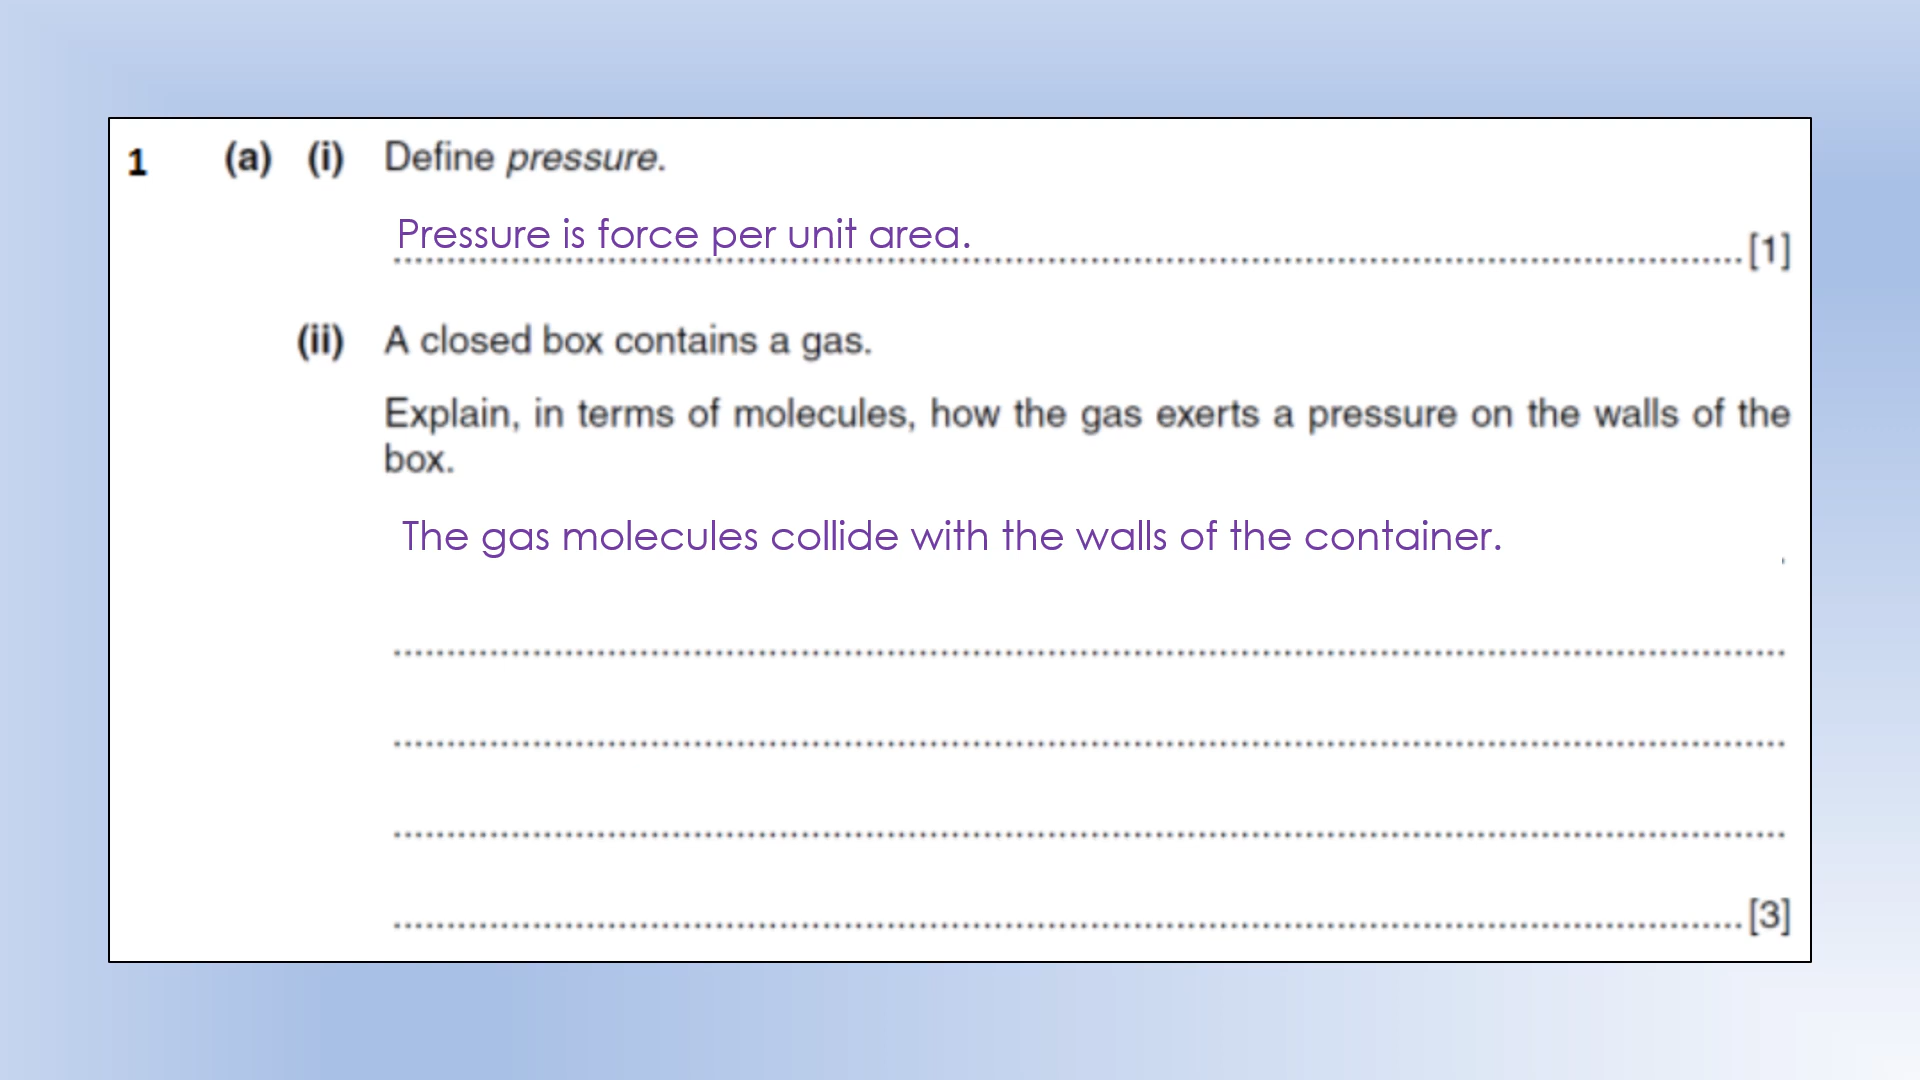 1 (a) (i) Define pressure.
Pressure is force per unit area.
[1]
(ii) A closed box contains a gas.
Explain, in terms of molecules, how the gas exerts a pressure on the walls of the
box.
The gas molecules collide with the walls of the container.
[3]